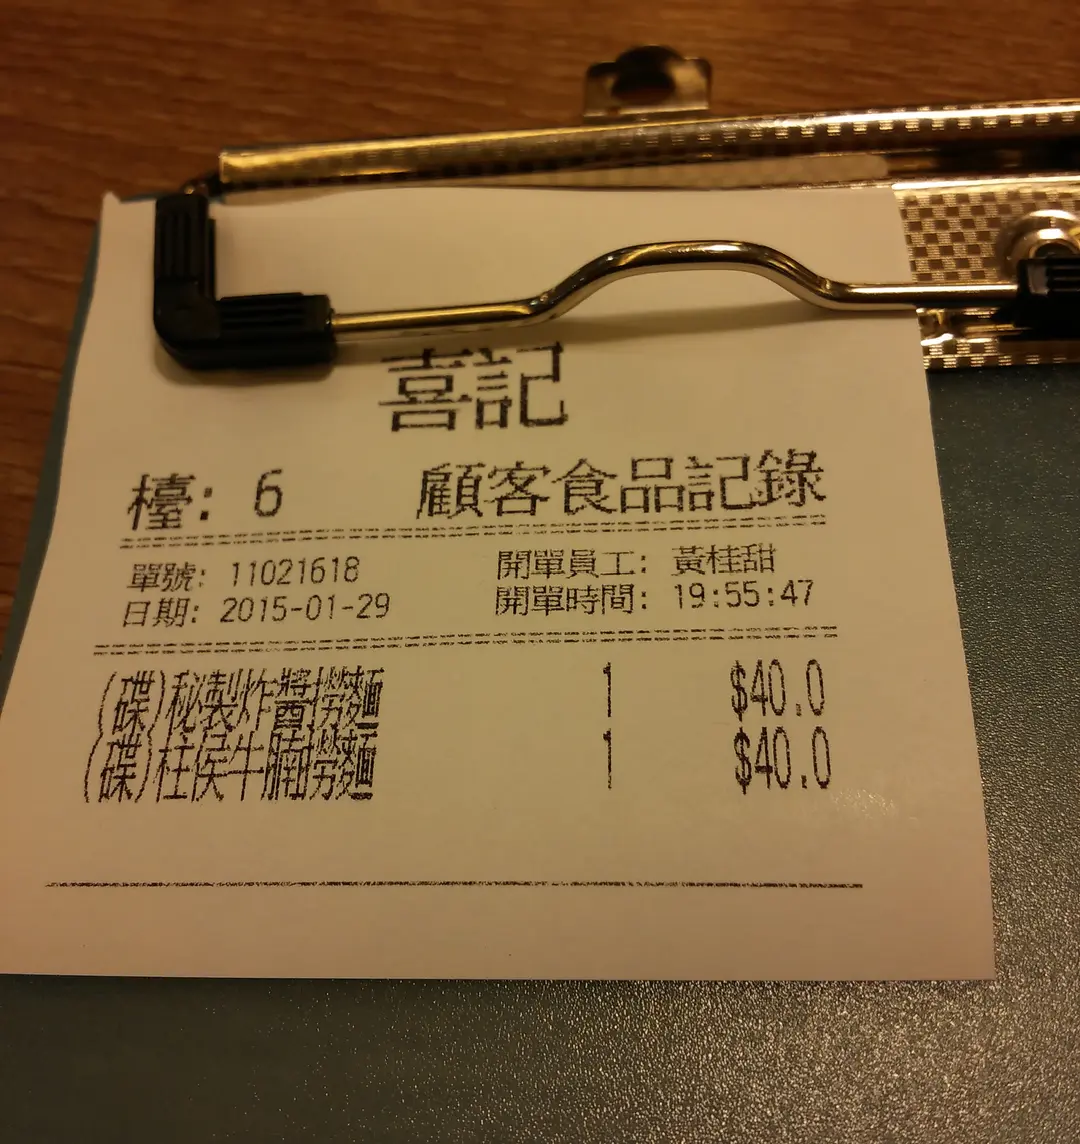 喜記
檯: 6 顧客食品記錄
單號: 11021618 開單員工: 黃桂甜
日期: 2015-01-29 開單時間: 19:55:47
(碟)秘製炸醬撈麵 1 $40.0
(碟)柱侯牛腩撈麵 1 $40.0